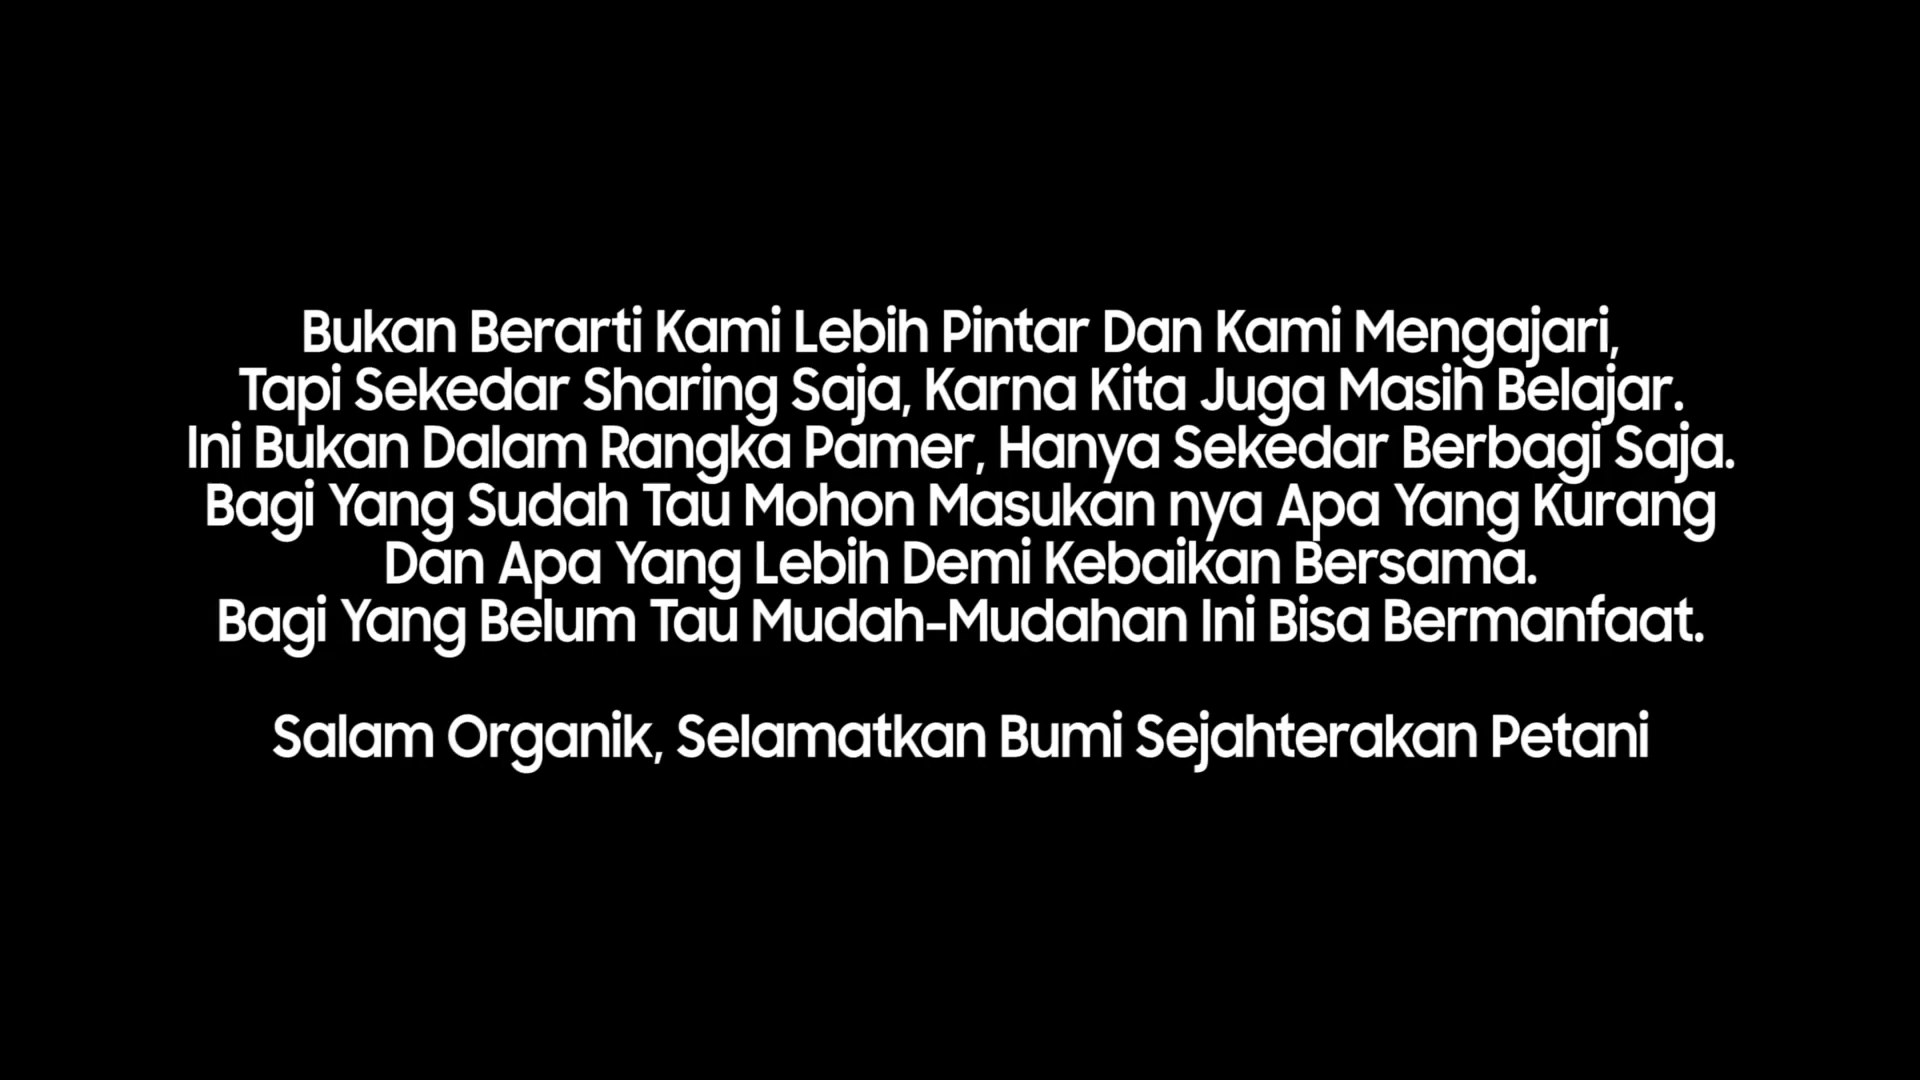 Bukan Berarti Kami Lebih Pintar Dan Kami Mengajari,
Tapi Sekedar Sharing Saja, Karna Kita Juga Masih Belajar.
Ini Bukan Dalam Rangka Pamer, Hanya Sekedar Berbagi Saja.
Bagi Yang Sudah Tau Mohon Masukan nya Apa Yang Kurang
Dan Apa Yang Lebih Demi Kebaikan Bersama.
Bagi Yang Belum Tau Mudah-Mudahan Ini Bisa Bermanfaat.
Salam Organik, Selamatkan Bumi Sejahterakan Petani